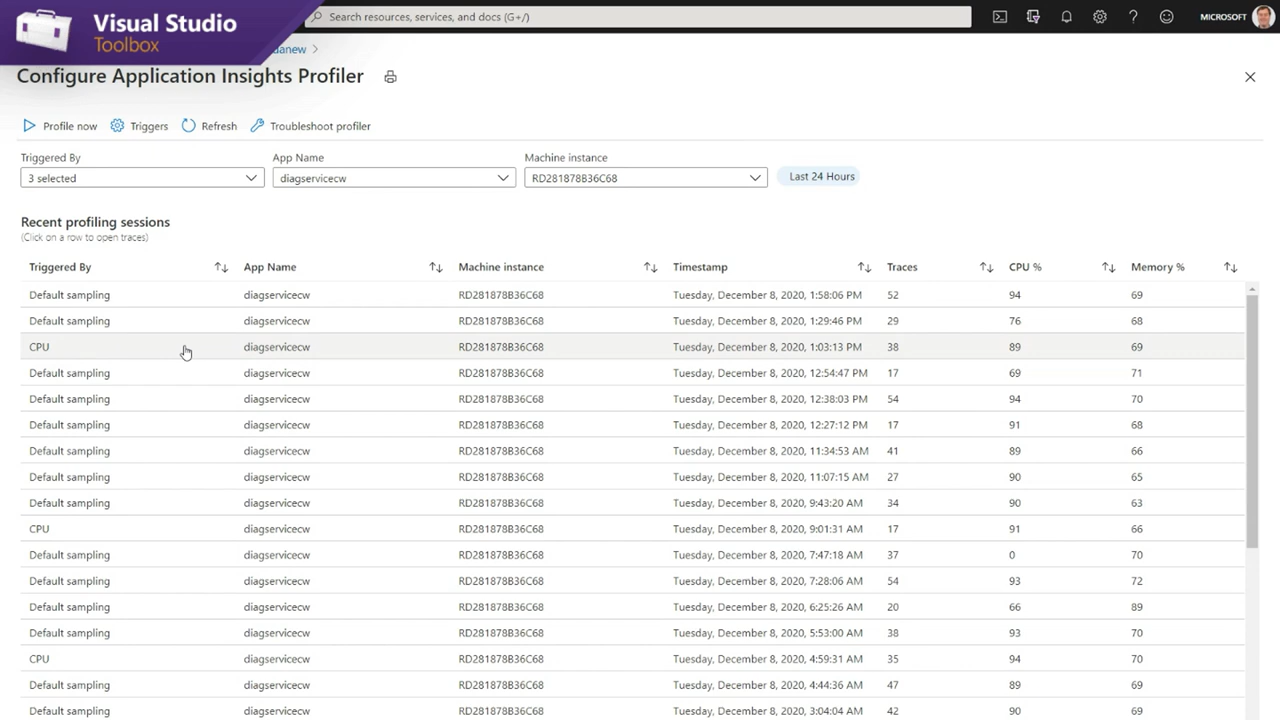 Visual Studio
Toolbox
Search resources, services, and docs (G+/)
MICROSOFT
danew
Configure Application Insights Profiler
Profile now Triggers Refresh Troubleshoot profiler
Triggered By App Name Machine instance
3 selected diagservicecw RD281878B36C68 Last 24 Hours
Recent profiling sessions
(Click on a row to open traces)
Triggered By App Name Machine instance Timestamp Traces CPU % Memory %
Default sampling diagservicecw RD281878B36C68 Tuesday, December 8, 2020, 1:58:06 PM 52 94 69
Default sampling diagservicecw RD281878B36C68 Tuesday, December 8, 2020, 1:29:46 PM 29 76 68
CPU diagservicecw RD281878B36C68 Tuesday, December 8, 2020, 1:03:13 PM 38 89 69
Default sampling diagservicecw RD281878B36C68 Tuesday, December 8, 2020, 12:54:47 PM 17 69 71
Default sampling diagservicecw RD281878B36C68 Tuesday, December 8, 2020, 12:38:03 PM 54 94 70
Default sampling diagservicecw RD281878B36C68 Tuesday, December 8, 2020, 12:27:12 PM 17 91 68
Default sampling diagservicecw RD281878B36C68 Tuesday, December 8, 2020, 11:34:53 AM 41 89 66
Default sampling diagservicecw RD281878B36C68 Tuesday, December 8, 2020, 11:07:15 AM 27 90 65
Default sampling diagservicecw RD281878B36C68 Tuesday, December 8, 2020, 9:43:20 AM 34 90 63
CPU diagservicecw RD281878B36C68 Tuesday, December 8, 2020, 9:01:31 AM 17 91 66
Default sampling diagservicecw RD281878B36C68 Tuesday, December 8, 2020, 7:47:18 AM 37 0 70
Default sampling diagservicecw RD281878B36C68 Tuesday, December 8, 2020, 7:28:06 AM 54 93 72
Default sampling diagservicecw RD281878B36C68 Tuesday, December 8, 2020, 6:25:26 AM 20 66 89
Default sampling diagservicecw RD281878B36C68 Tuesday, December 8, 2020, 5:53:00 AM 38 93 70
CPU diagservicecw RD281878B36C68 Tuesday, December 8, 2020, 4:59:31 AM 35 94 70
Default sampling diagservicecw RD281878B36C68 Tuesday, December 8, 2020, 4:44:36 AM 47 89 69
Default sampling diagservicecw RD281878B36C68 Tuesday, December 8, 2020, 3:04:04 AM 42 90 69